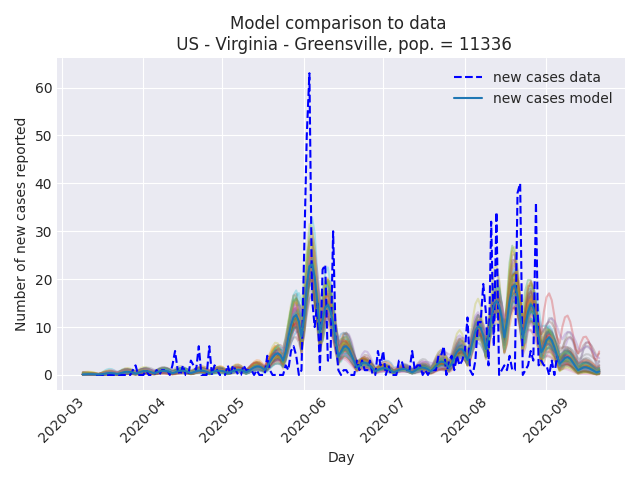 Model comparison to data
US - Virginia - Greensville, pop. = 11336
new cases data
new cases model
Number of new cases reported
60
50
40
30
20
10
0
2020-03
2020-04
2020-05
2020-06
2020-07
2020-08
2020-09
Day